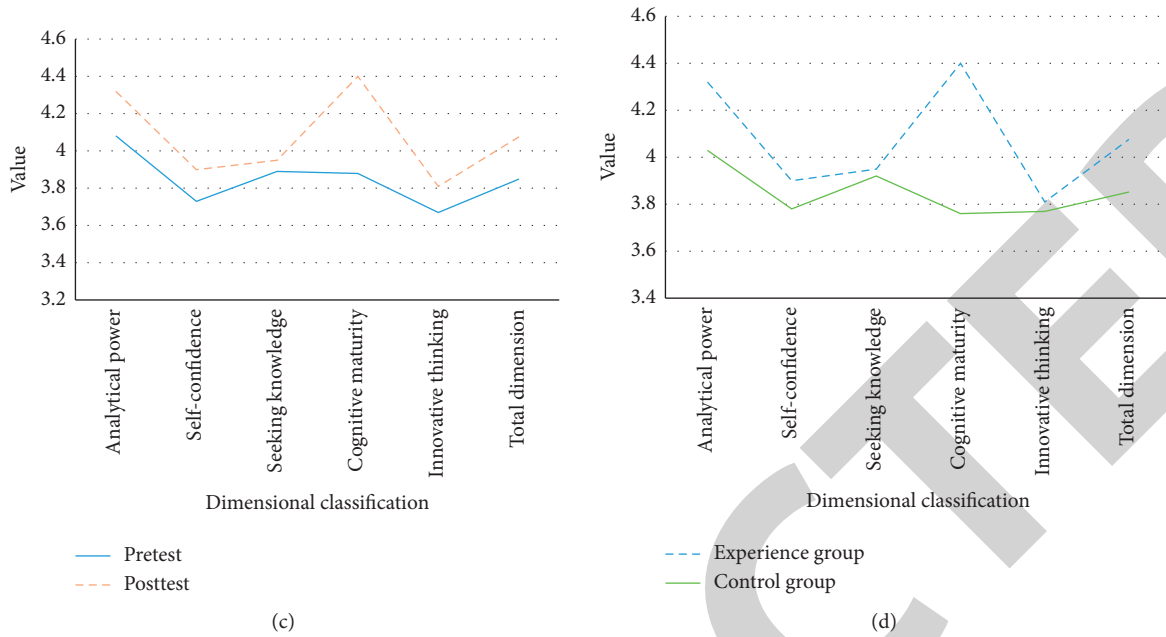 4.6
4.4
4.2
4
3.8
3.6
3.4
3.2
Value
Analytical power
Self-confidence
Seeking knowledge
Cognitive maturity
Innovative thinking
Total dimension
Dimensional classification
Pretest
Posttest
(c)
4.6
4.4
4.2
4
3.8
3.6
3.4
Value
Analytical power
Self-confidence
Seeking knowledge
Cognitive maturity
Innovative thinking
Total dimension
Dimensional classification
Experience group
Control group
(d)
CTE